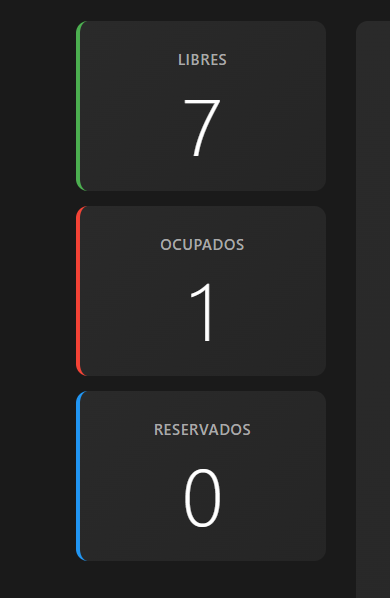 LIBRES
7
OCUPADOS
1
RESERVADOS
0